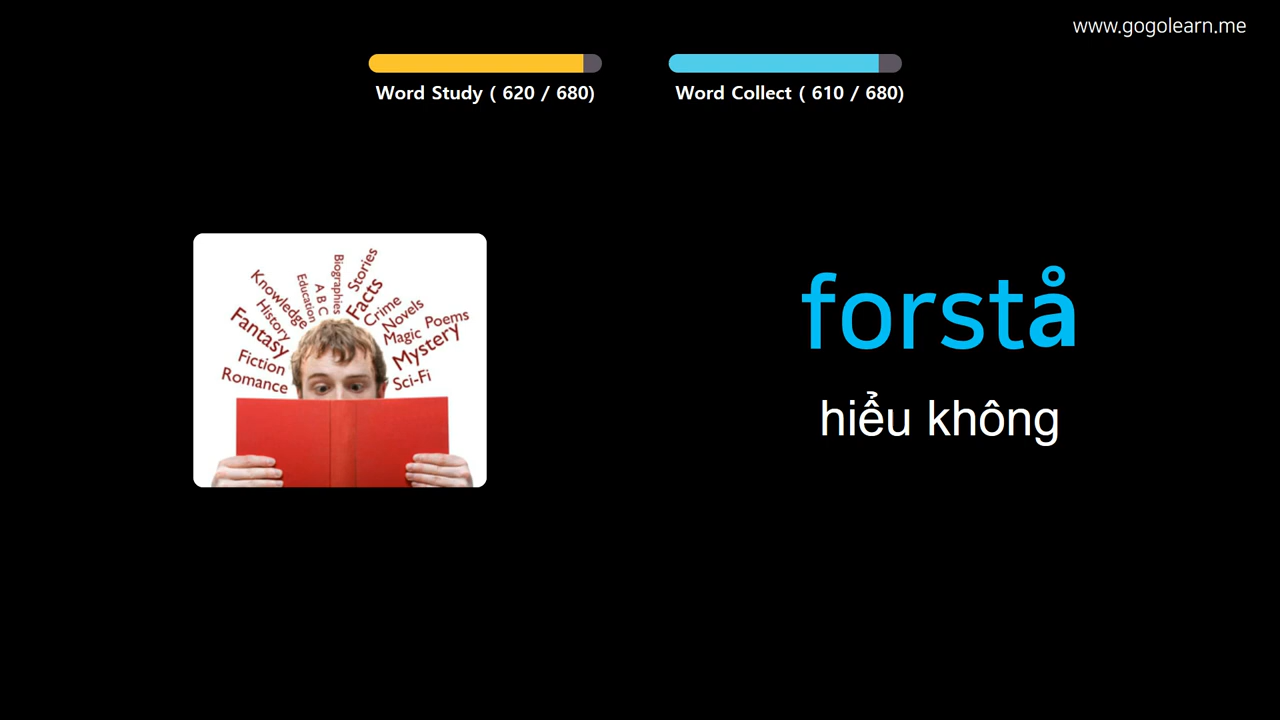 www.gogolearn.me
Word Study ( 620 / 680)
Word Collect ( 610 / 680)
Stories
Biographies
Facts
A B C
Education
Knowledge
Crime
History
Novels
Poems
Fantasy
Magic
Mystery
Fiction
Romance
Sci-Fi
forstå
hiểu không